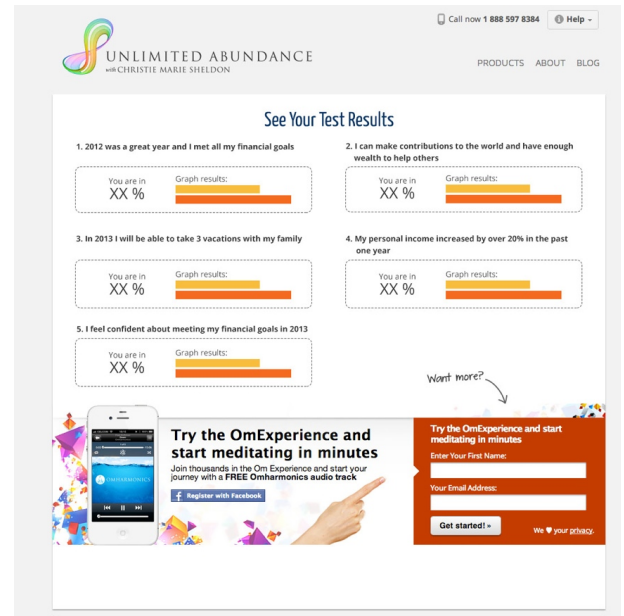 Call now 1 888 597 8384
Help
UNLIMITED ABUNDANCE
with CHRISTIE MARIE SHELDON
PRODUCTS ABOUT BLOG
See Your Test Results
1. 2012 was a great year and I met all my financial goals
You are in
XX %
Graph results:
2. I can make contributions to the world and have enough
wealth to help others
You are in
XX %
Graph results:
3. In 2013 I will be able to take 3 vacations with my family
You are in
XX %
Graph results:
4. My personal income increased by over 20% in the past
one year
You are in
XX %
Graph results:
5. I feel confident about meeting my financial goals in 2013
You are in
XX %
Graph results:
Want more?
OMHARMONICS
Try the OmExperience and
start meditating in minutes
Join thousands in the Om Experience and start your
journey with a FREE Omharmonics audio track
f Register with Facebook
Try the OmExperience and start
meditating in minutes
Enter Your First Name:
Your Email Address:
Get started! »
We ♥ your privacy.